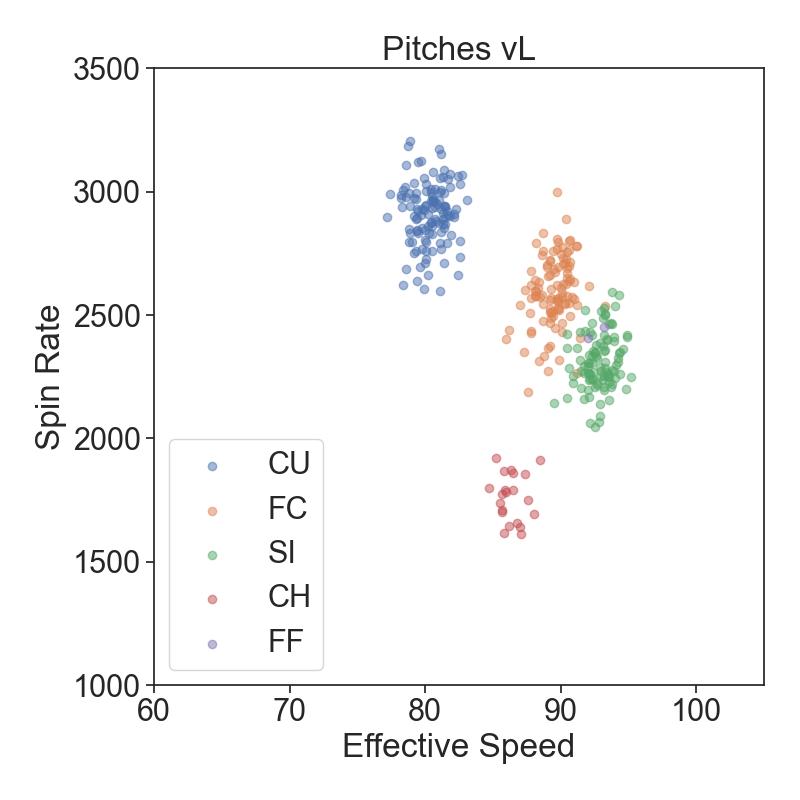 Pitches vL
3500
3000
2500
2000
1500
1000
Spin Rate
CU
FC
SI
CH
FF
60 70 80 90 100
Effective Speed